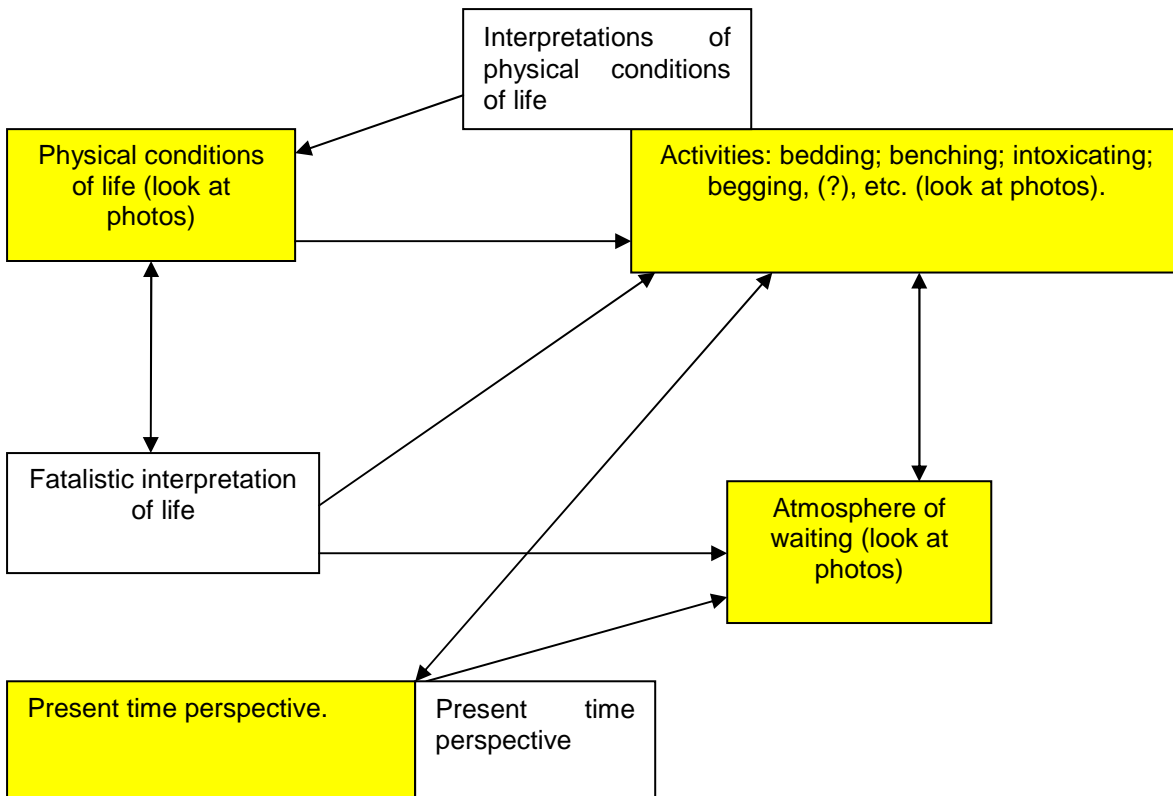 Interpretations of
physical conditions
of life
Physical conditions
of life (look at
photos)
Activities: bedding; benching; intoxicating;
begging, (?), etc. (look at photos).
Fatalistic interpretation
of life
Atmosphere of
waiting (look at
photos)
Present time perspective.
Present time
perspective